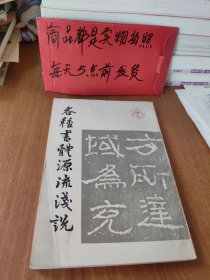 商品都是实物拍照
每天5点前发货
各種書體源流淺說
方所達
域為充